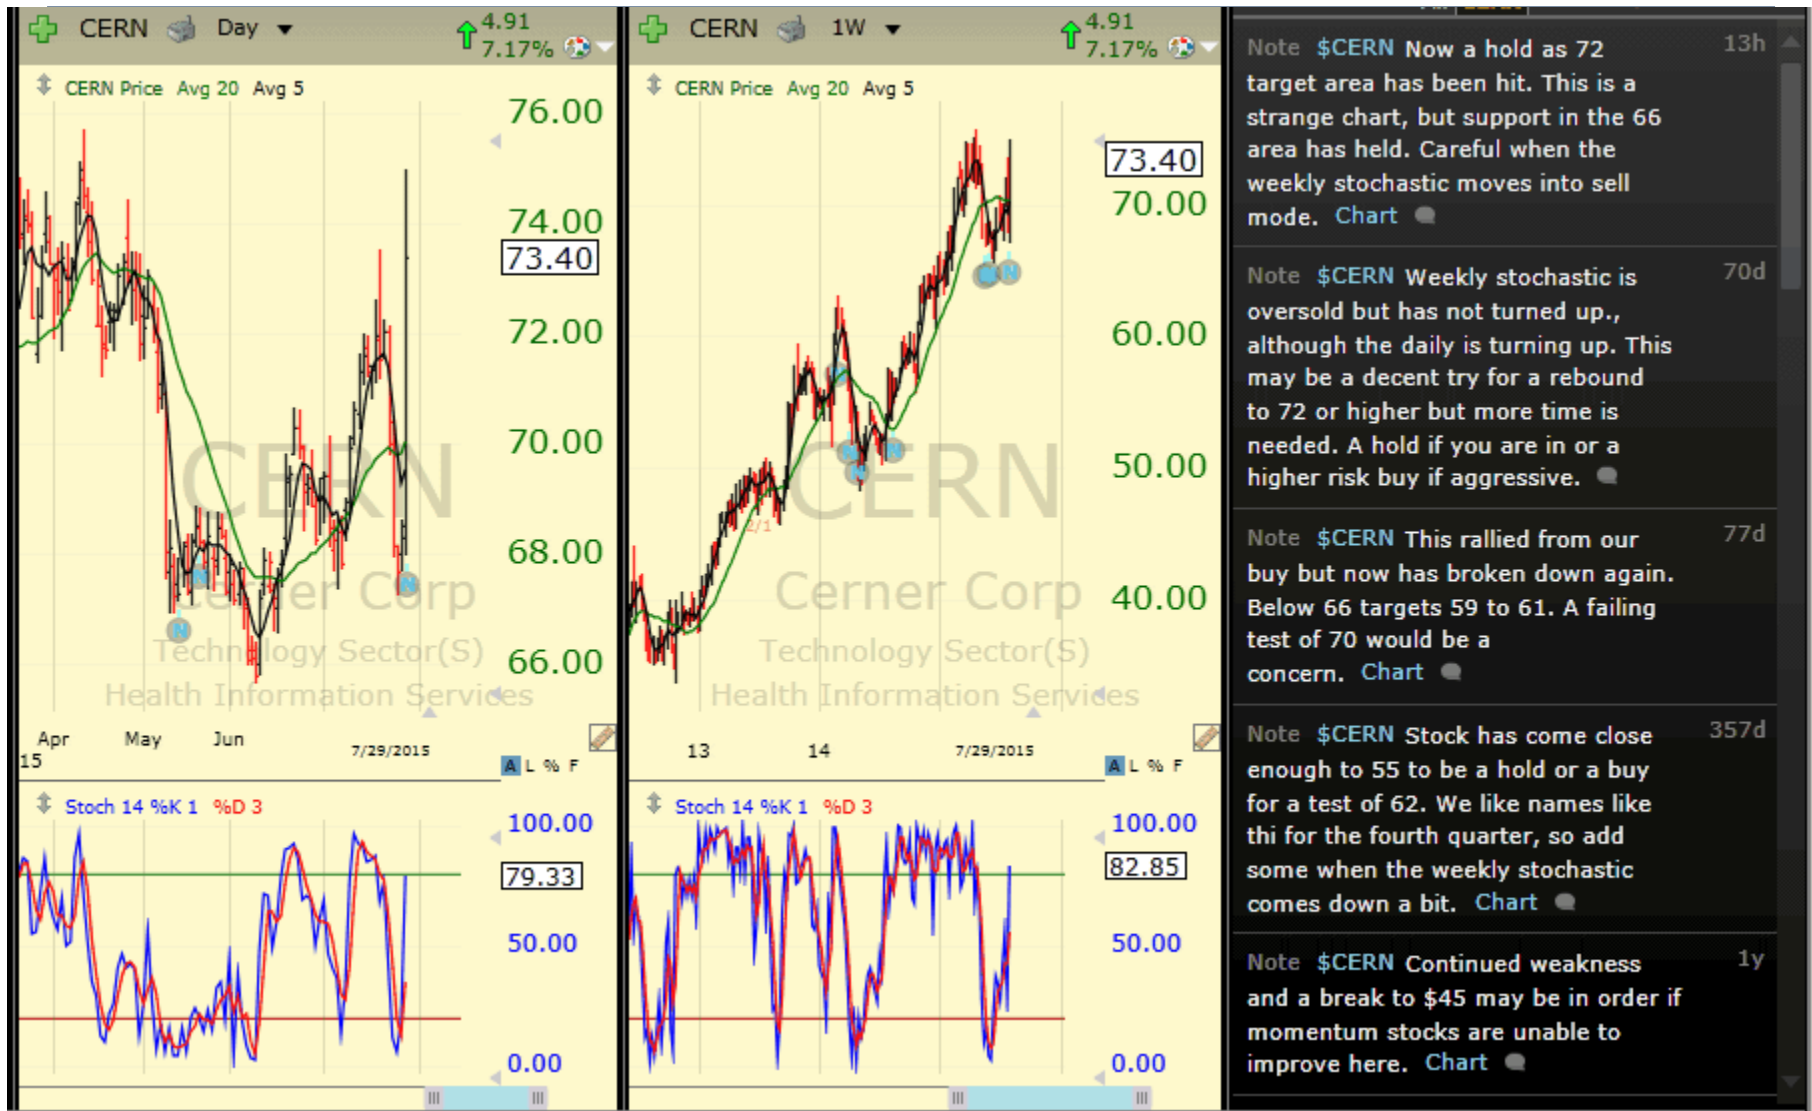 CERN Day
4.91
7.17%
CERN Price Avg 20 Avg 5
76.00
74.00
73.40
72.00
70.00
68.00
66.00
CERN
Cerner Corp
Technology Sector(S)
Health Information Services
Apr May Jun 7/29/2015
15
A L % F
Stoch 14 %K 1 %D 3
100.00
79.33
50.00
0.00
CERN 1W
4.91
7.17%
CERN Price Avg 20 Avg 5
73.40
70.00
60.00
50.00
40.00
2/1
CERN
Cerner Corp
Technology Sector(S)
Health Information Services
N
N
N
N
N
N
N
N
13 14 7/29/2015
A L % F
Stoch 14 %K 1 %D 3
100.00
82.85
50.00
0.00
Note $CERN Now a hold as 72 13h
target area has been hit. This is a
strange chart, but support in the 66
area has held. Careful when the
weekly stochastic moves into sell
mode. Chart
Note $CERN Weekly stochastic is 70d
oversold but has not turned up.,
although the daily is turning up. This
may be a decent try for a rebound
to 72 or higher but more time is
needed. A hold if you are in or a
higher risk buy if aggressive.
Note $CERN This rallied from our 77d
buy but now has broken down again.
Below 66 targets 59 to 61. A failing
test of 70 would be a
concern. Chart
Note $CERN Stock has come close 357d
enough to 55 to be a hold or a buy
for a test of 62. We like names like
thi for the fourth quarter, so add
some when the weekly stochastic
comes down a bit. Chart
Note $CERN Continued weakness 1y
and a break to $45 may be in order if
momentum stocks are unable to
improve here. Chart